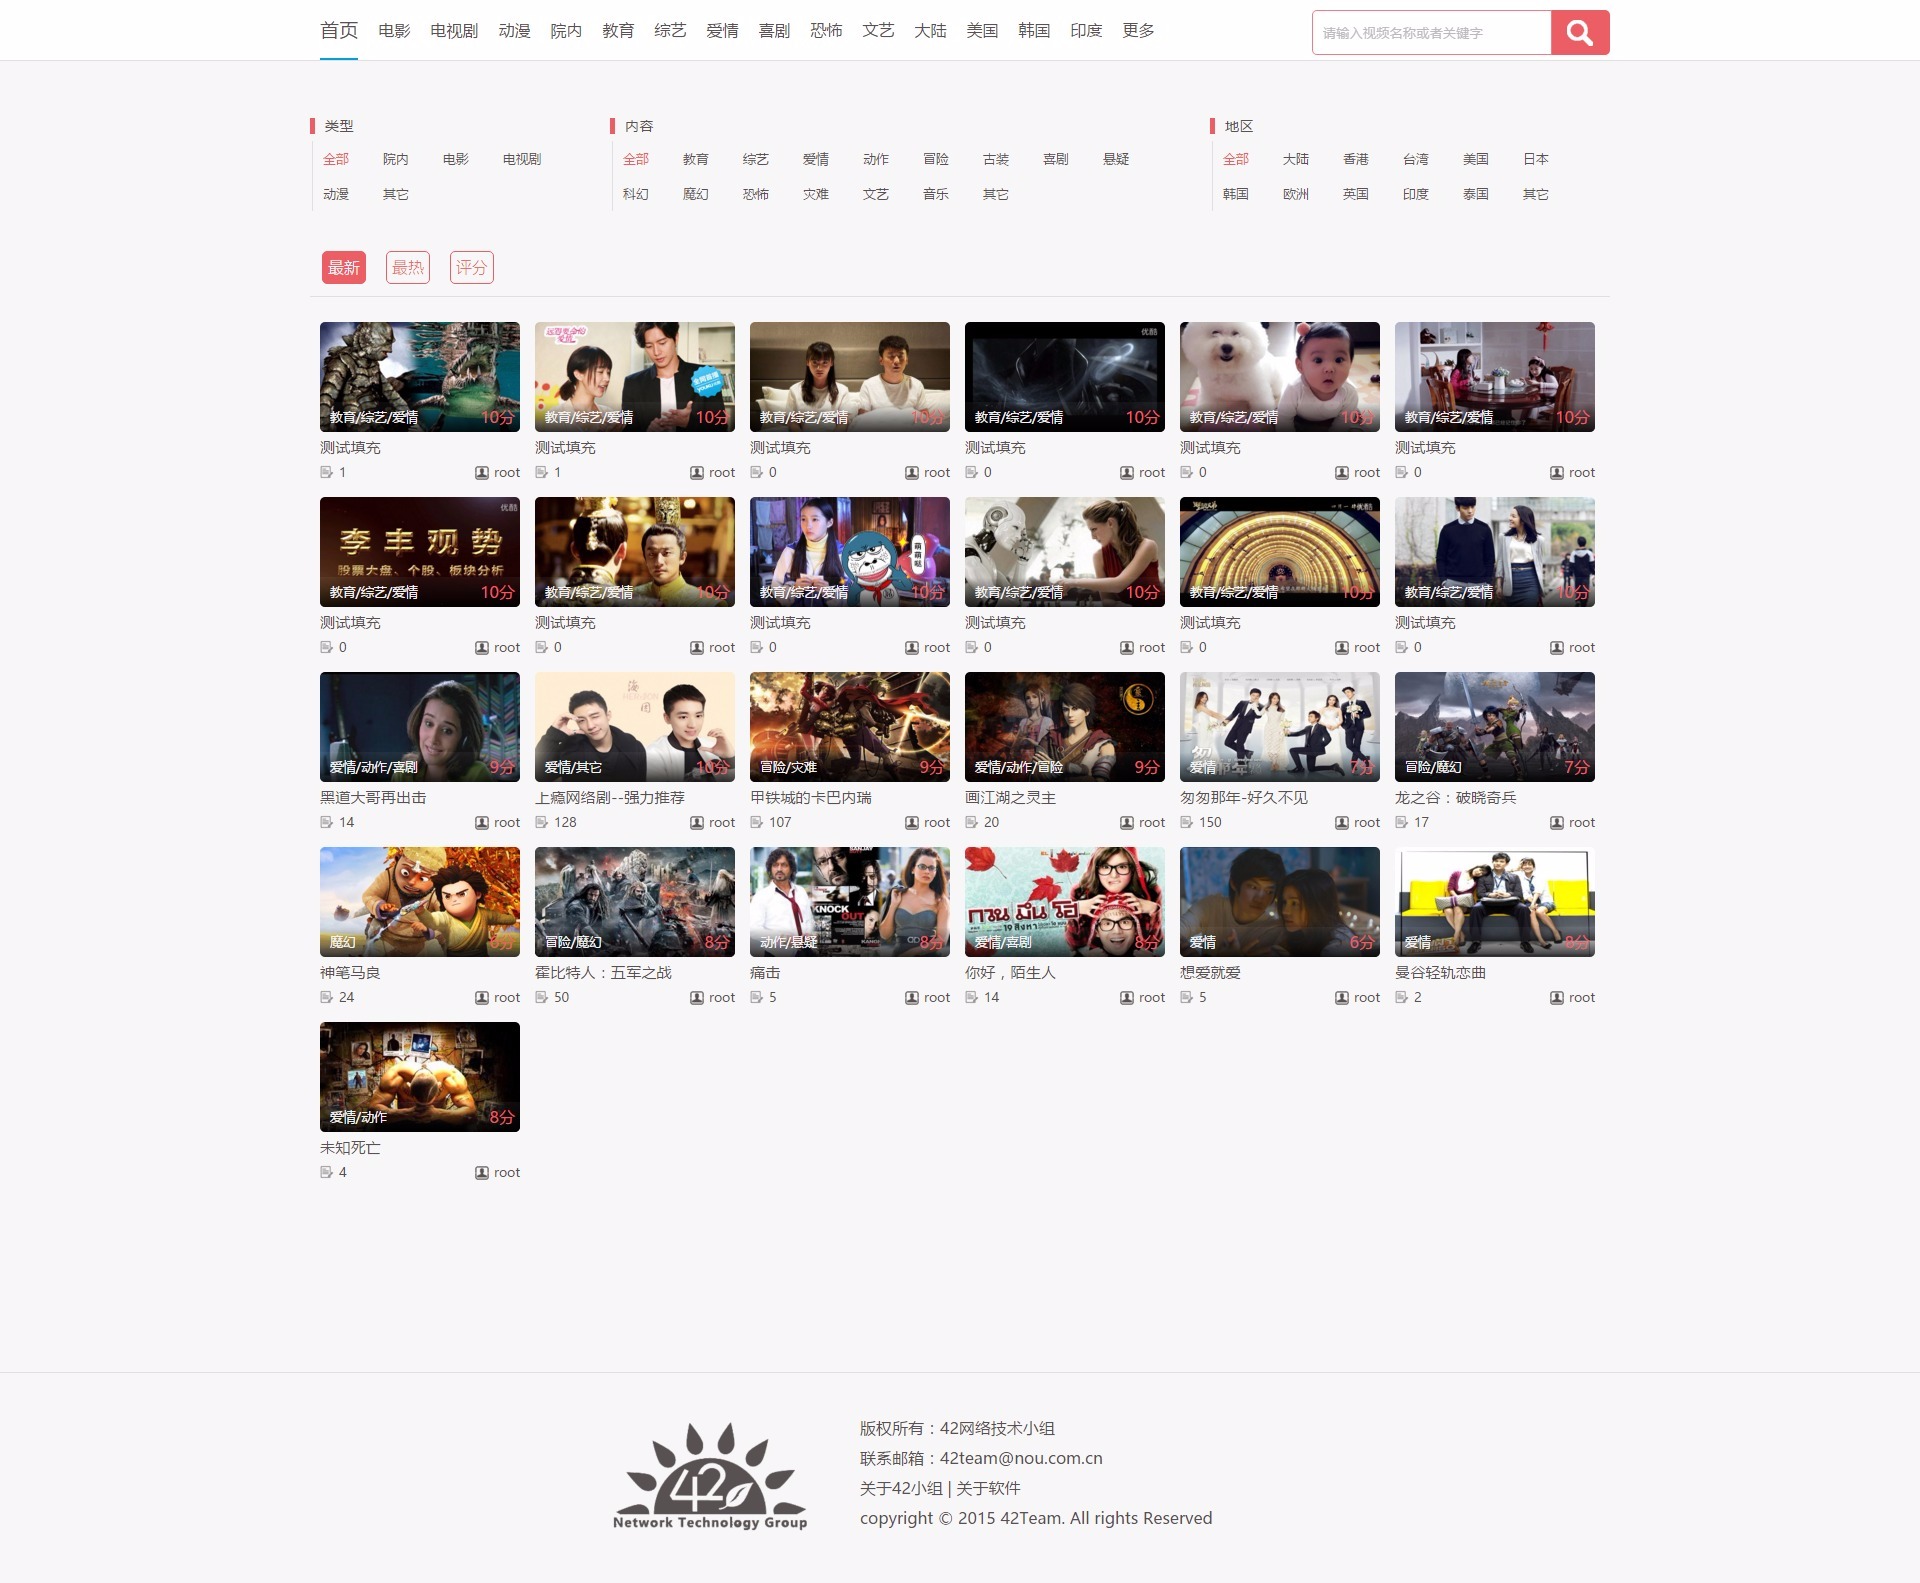 首页 电影 电视剧 动漫 院内 教育 综艺 爱情 喜剧 恐怖 文艺 大陆 美国 韩国 印度 更多 请输入视频名称或者关键字
类型 内容 地区
全部 院内 电影 电视剧 全部 教育 综艺 爱情 动作 冒险 古装 喜剧 悬疑 全部 大陆 香港 台湾 美国 日本
动漫 其它 科幻 魔幻 恐怖 灾难 文艺 音乐 其它 韩国 欧洲 英国 印度 泰国 其它
最新 最热 评分
优酷
教育/综艺/爱情 10分 教育/综艺/爱情 10分 教育/综艺/爱情 10分 教育/综艺/爱情 10分 教育/综艺/爱情 10分 教育/综艺/爱情 10分
测试填充 测试填充 测试填充 测试填充 测试填充 测试填充
1 root 1 root 0 root 0 root 0 root 0 root
优酷
李丰观势
股票大盘、个股、板块分析
萌萌哒
教育/综艺/爱情 10分 教育/综艺/爱情 10分 教育/综艺/爱情 10分 教育/综艺/爱情 10分 教育/综艺/爱情 10分 教育/综艺/爱情 10分
测试填充 测试填充 测试填充 测试填充 测试填充 测试填充
0 root 0 root 0 root 0 root 0 root 0 root
爱情/动作/喜剧 9分 爱情/其它 10分 冒险/灾难 9分 爱情/动作/冒险 9分 爱情 7分 冒险/魔幻 7分
黑道大哥再出击 上瘾网络剧--强力推荐 甲铁城的卡巴内瑞 画江湖之灵主 匆匆那年-好久不见 龙之谷：破晓奇兵
14 root 128 root 107 root 20 root 150 root 17 root
KNOCK OUT
กวน มึน โฮ
魔幻 6分 冒险/魔幻 8分 动作/悬疑 8分 爱情/喜剧 8分 爱情 6分 爱情 8分
神笔马良 霍比特人：五军之战 痛击 你好，陌生人 想爱就爱 曼谷轻轨恋曲
24 root 50 root 5 root 14 root 5 root 2 root
爱情/动作 8分
未知死亡
4 root
42
Network Technology Group
版权所有：42网络技术小组
联系邮箱：42team@nou.com.cn
关于42小组 | 关于软件
copyright © 2015 42Team. All rights Reserved